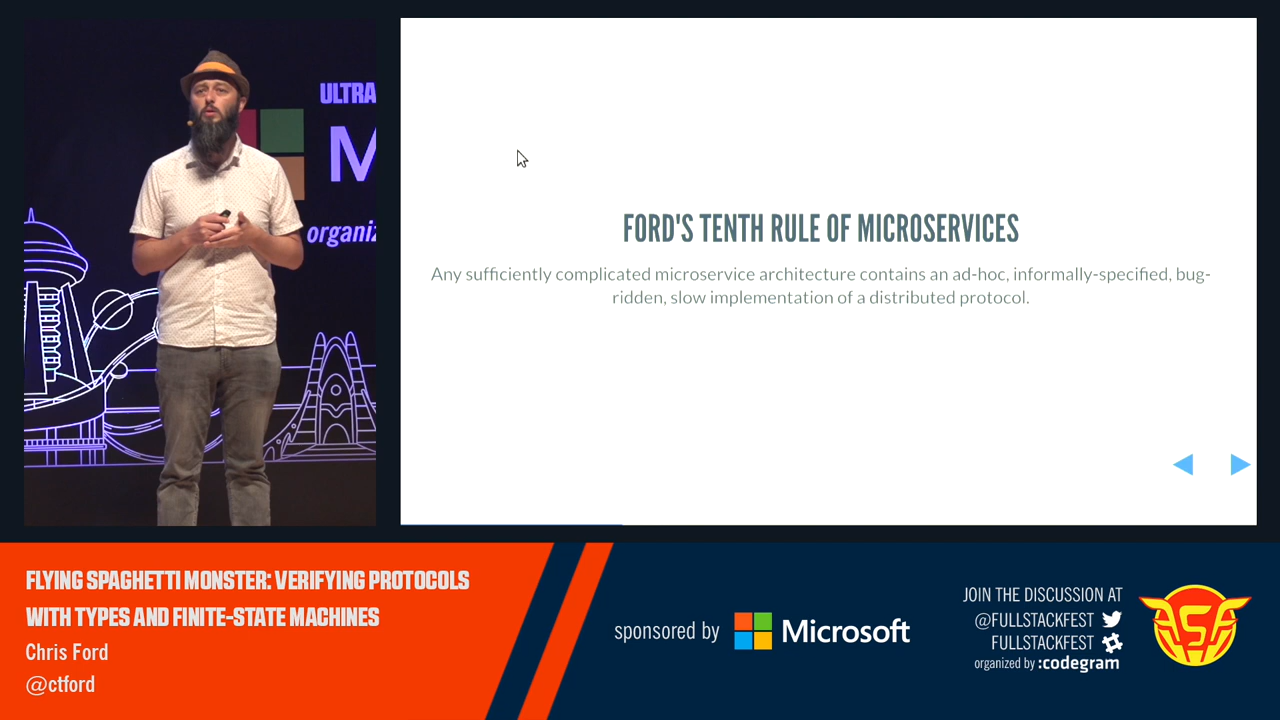 ULTRA
M
organiz
FORD'S TENTH RULE OF MICROSERVICES
Any sufficiently complicated microservice architecture contains an ad-hoc, informally-specified, bug-
ridden, slow implementation of a distributed protocol.
FLYING SPAGHETTI MONSTER: VERIFYING PROTOCOLS
WITH TYPES AND FINITE-STATE MACHINES
Chris Ford
@ctford
sponsored by Microsoft
JOIN THE DISCUSSION AT
@FULLSTACKFEST
FULLSTACKFEST
organized by :codegram
FSF